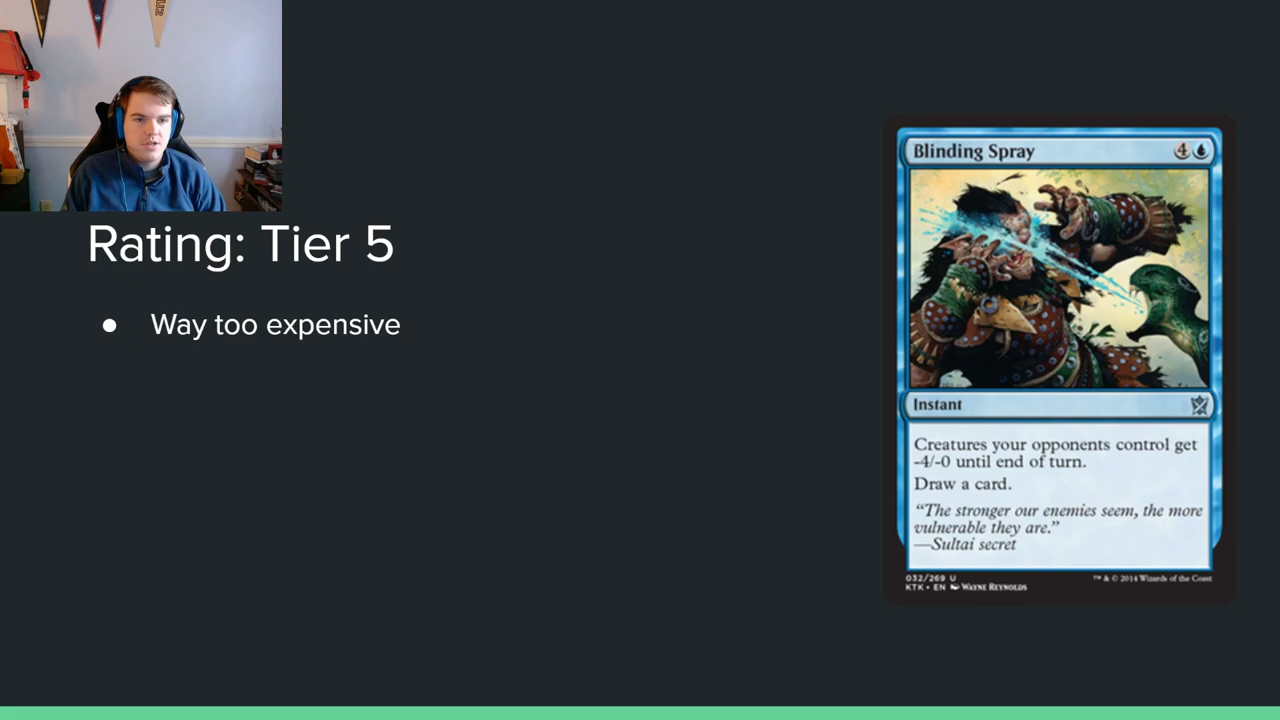 Rating: Tier 5
● Way too expensive
Blinding Spray
4
Instant
Creatures your opponents control get
-4/-0 until end of turn.
Draw a card.
“The stronger our enemies seem, the more
vulnerable they are.”
—Sultai secret
032/269 U
KTK • EN Wayne Reynolds
™ & © 2014 Wizards of the Coast